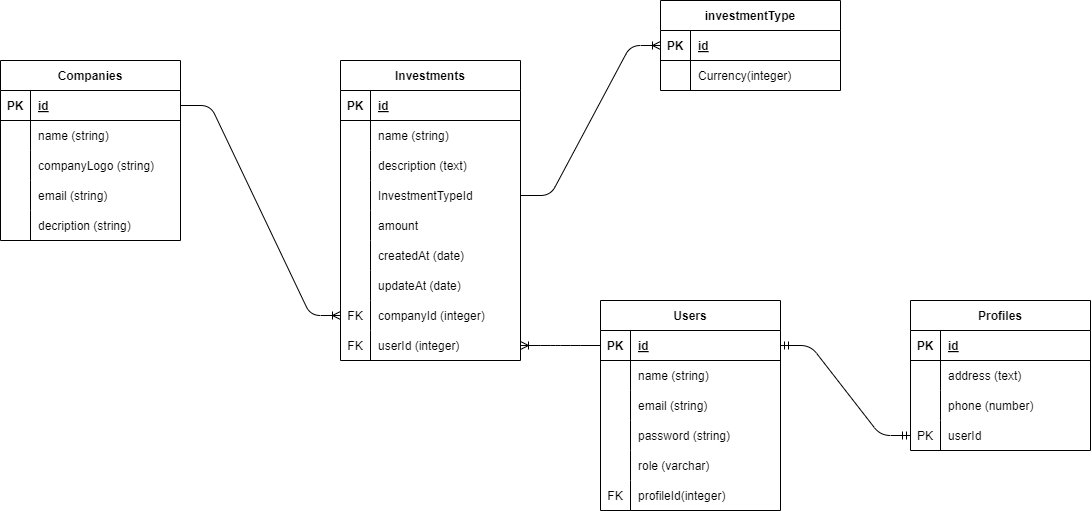 investmentType
PK id
Currency(integer)
Companies
PK id
name (string)
companyLogo (string)
email (string)
decription (string)
Investments
PK id
name (string)
description (text)
InvestmentTypeId
amount
createdAt (date)
updateAt (date)
FK companyId (integer)
FK userId (integer)
Users
PK id
name (string)
email (string)
password (string)
role (varchar)
FK profileId(integer)
Profiles
PK id
address (text)
phone (number)
PK userId